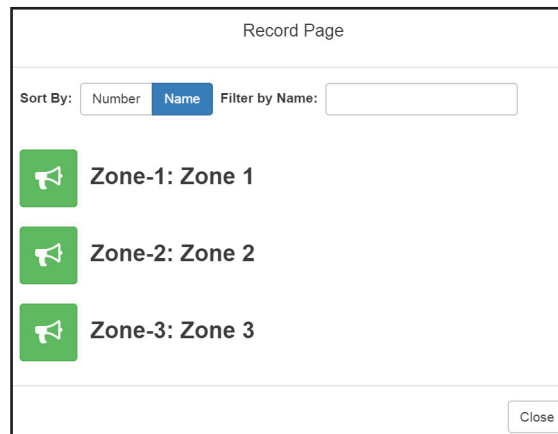 Record Page
Sort By: Number Name Filter by Name:
Zone-1: Zone 1
Zone-2: Zone 2
Zone-3: Zone 3
Close